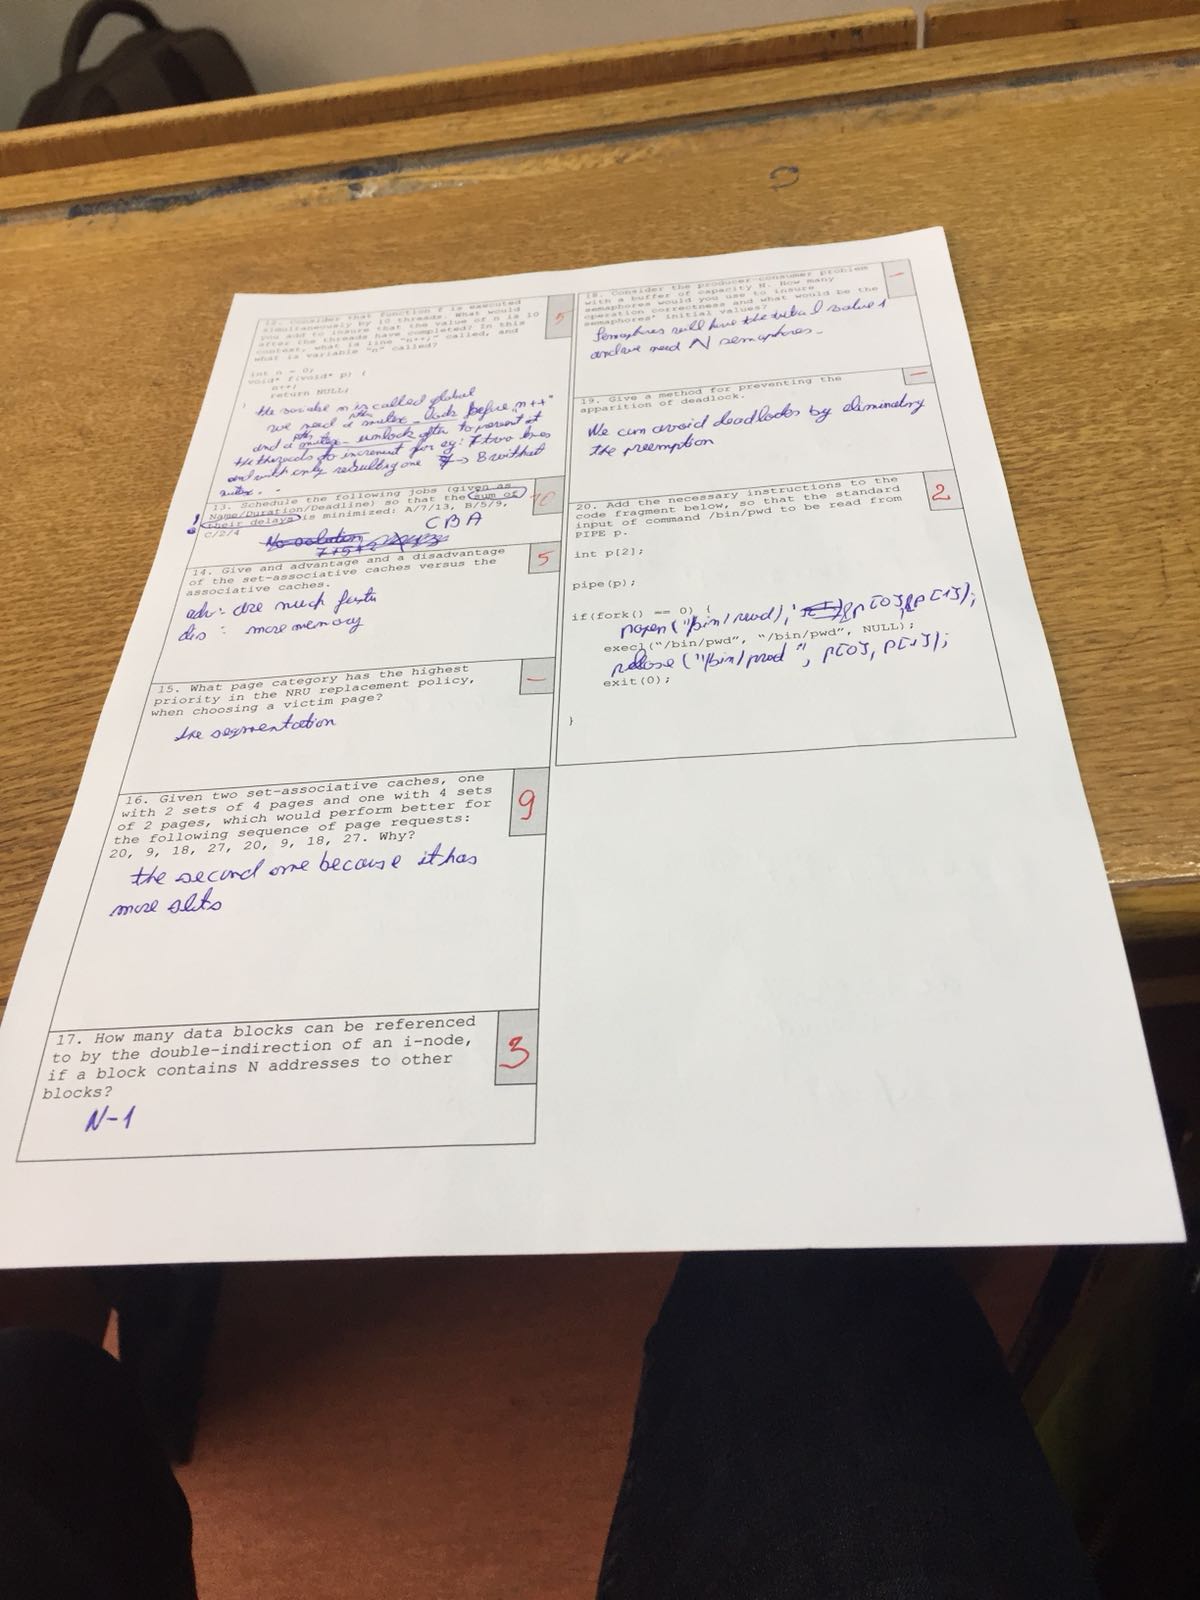 12. Consider that function f is executed
simultaneously by 10 threads. What would
you add to insure that the value of n is 10
after the threads have completed? In this
context, what is line "n++;" called, and
what is variable "n" called?
5
int n = 0;
void* f(void* p) {
n++;
return NULL;
}
the variable n is called global
we need a mutex_lock before "n++"
and a mutex_unlock after to prevent it
the threads to increment for eg: 7 two times
and with only resulting one 7 -> 8 without
mutex.
13. Schedule the following jobs (given as
Name/Duration/Deadline) so that the sum of
their delays is minimized: A/7/13, B/5/9,
C/2/4
10
CBA
No solution
7+5+2
14. Give and advantage and a disadvantage
of the set-associative caches versus the
associative caches.
5
adv: are much faster
dis: more memory
15. What page category has the highest
priority in the NRU replacement policy,
when choosing a victim page?
-
the segmentation
16. Given two set-associative caches, one
with 2 sets of 4 pages and one with 4 sets
of 2 pages, which would perform better for
the following sequence of page requests:
20, 9, 18, 27, 20, 9, 18, 27. Why?
9
the second one because it has
more slots
17. How many data blocks can be referenced
to by the double-indirection of an i-node,
if a block contains N addresses to other
blocks?
3
N-1
18. Consider the producer-consumer problem
with a buffer of capacity N. How many
semaphores would you use to insure
operation correctness and what would be the
semaphores' initial values?
-
Semaphores will have the initial value 1
and we need N semaphores.
19. Give a method for preventing the
apparition of deadlock.
-
We can avoid deadlocks by eliminating
the preemption
20. Add the necessary instructions to the
code fragment below, so that the standard
input of command /bin/pwd to be read from
PIPE p.
2
int p[2];
pipe(p);
if(fork() == 0) {
popen("/bin/read), &p[0], &p[1]);
execl("/bin/pwd", "/bin/pwd", NULL);
pclose("/bin/pwd", p[0], p[1]);
exit(0);
}